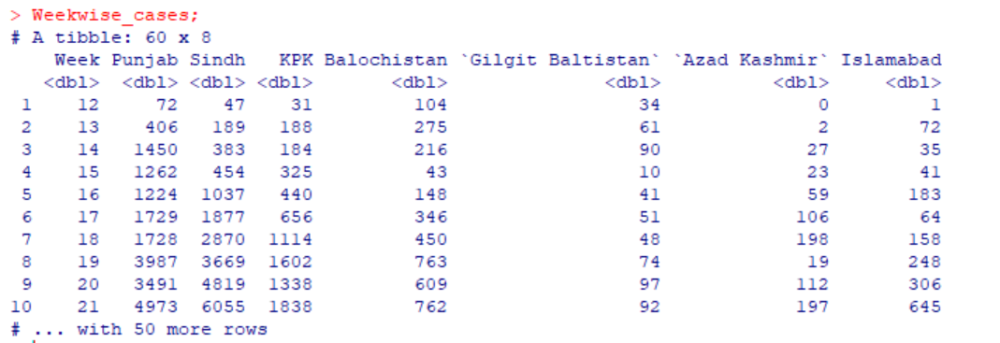 > Weekwise_cases;
# A tibble: 60 x 8
Week Punjab Sindh KPK Balochistan `Gilgit Baltistan` `Azad Kashmir` Islamabad
<dbl> <dbl> <dbl> <dbl> <dbl> <dbl> <dbl> <dbl>
1 12 72 47 31 104 34 0 1
2 13 406 189 188 275 61 2 72
3 14 1450 383 184 216 90 27 35
4 15 1262 454 325 43 10 23 41
5 16 1224 1037 440 148 41 59 183
6 17 1729 1877 656 346 51 106 64
7 18 1728 2870 1114 450 48 198 158
8 19 3987 3669 1602 763 74 19 248
9 20 3491 4819 1338 609 97 112 306
10 21 4973 6055 1838 762 92 197 645
# ... with 50 more rows